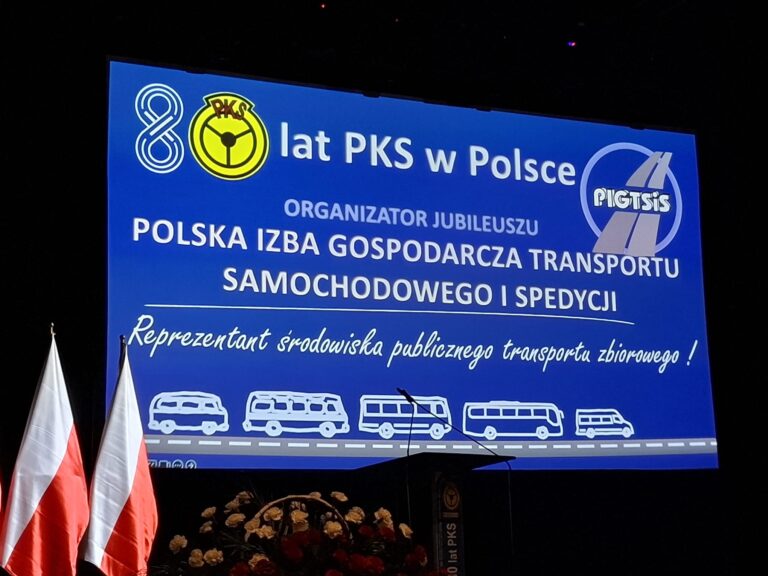 80 lat PKS w Polsce
PKS
PIGTSiS
ORGANIZATOR JUBILEUSZU
POLSKA IZBA GOSPODARCZA TRANSPORTU
SAMOCHODOWEGO I SPEDYCJI
Reprezentant środowiska publicznego transportu zbiorowego !
0 lat PKS